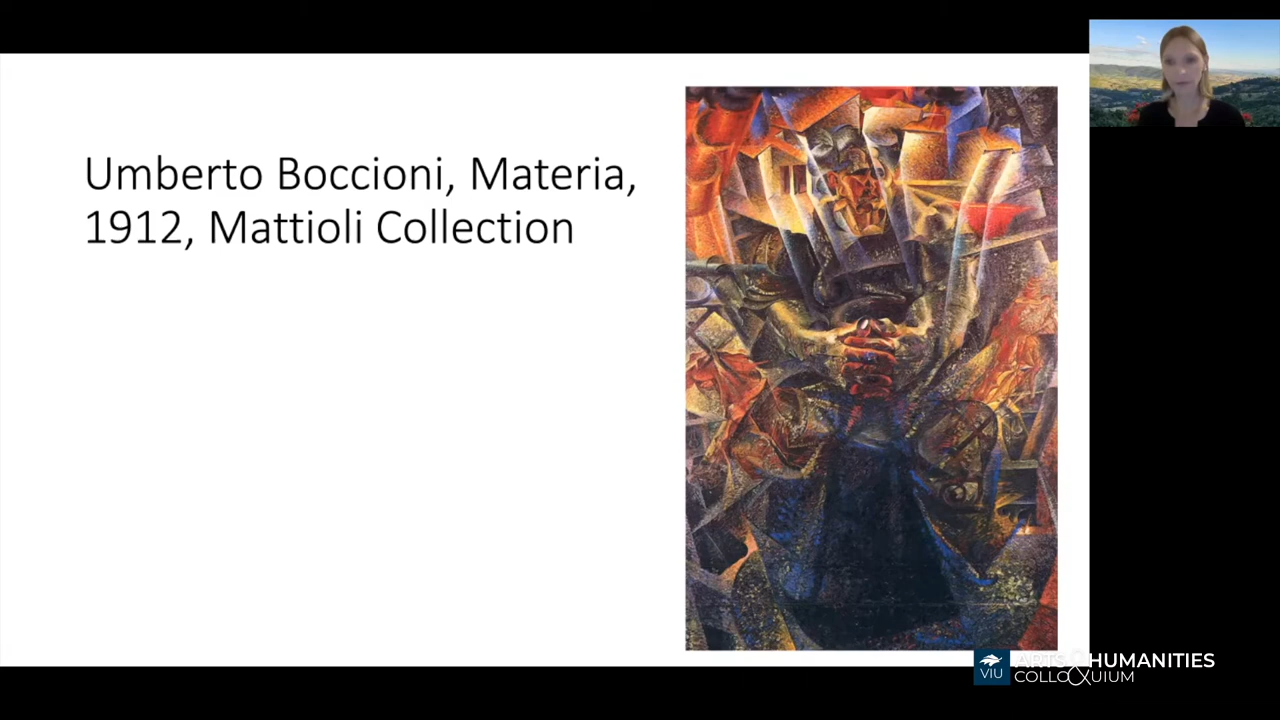 Umberto Boccioni, Materia,
1912, Mattioli Collection
VIU
ARTS & HUMANITIES
COLLOQUIUM